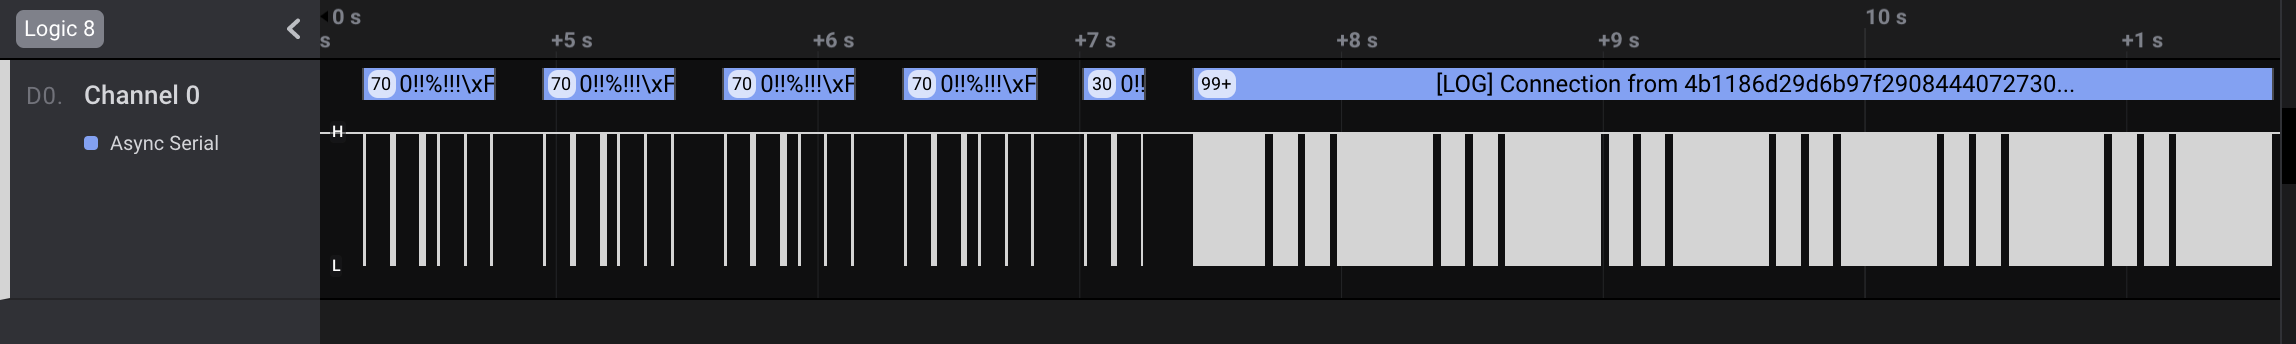 Logic 8
0 s
10 s
s
+5 s
+6 s
+7 s
+8 s
+9 s
+1 s
D0.
Channel 0
Async Serial
70 0!!%!!!\xF
70 0!!%!!!\xF
70 0!!%!!!\xF
70 0!!%!!!\xF
30 0!!
99+ [LOG] Connection from 4b1186d29d6b97f2908444072730...
H
L